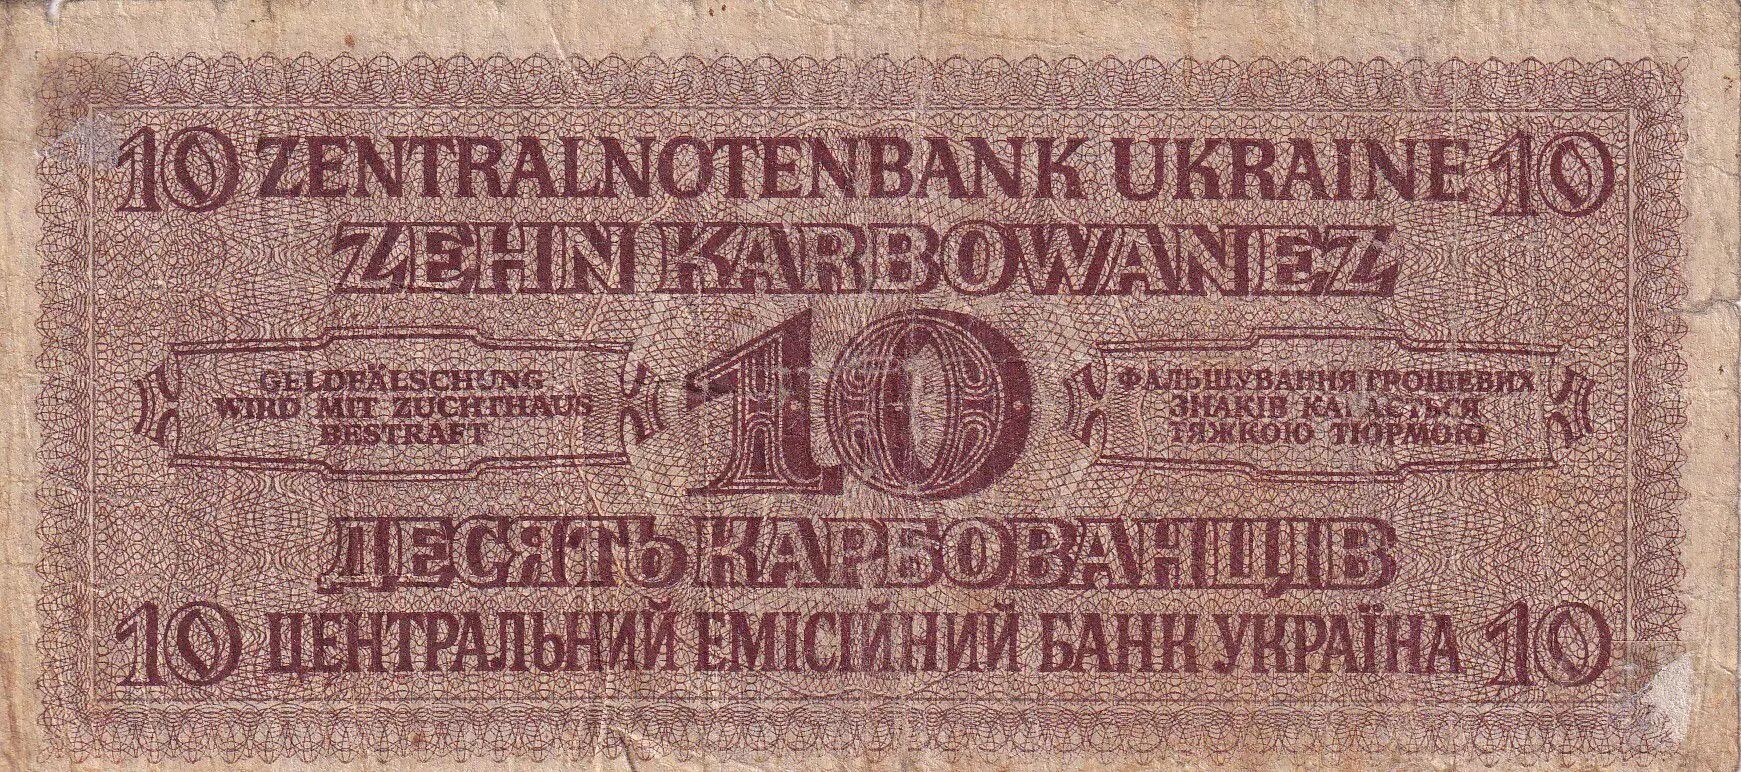 10 ZENTRALNOTENBANK UKRAINE 10
ZEHN KARBOWANEZ
GELDFÄLSCHUNG
WIRD MIT ZUCHTHAUS
BESTRAFT
10
ФАЛЬШУВАННЯ ГРОШЕВИХ
ЗНАКІВ КАРАЄТЬСЯ
ТЯЖКОЮ ТЮРМОЮ
ДЕСЯТЬ КАРБОВАНЦІВ
10 ЦЕНТРАЛЬНИЙ ЕМІСІЙНИЙ БАНК УКРАЇНА 10